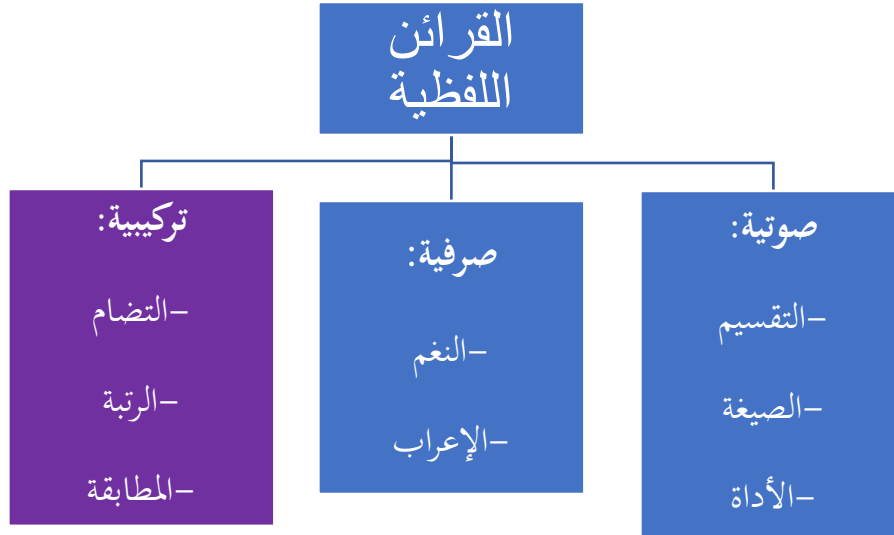 القرائن
اللفظية
صوتية:
-التقسيم
-الصيغة
-الأداة
صرفية:
-النغم
-الإعراب
تركيبية:
-التضام
-الرتبة
-المطابقة